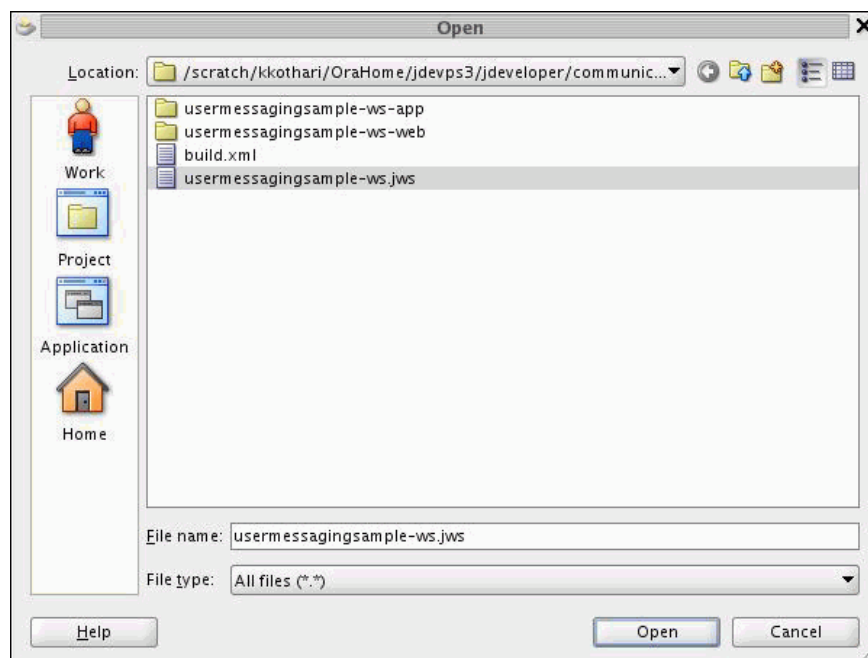 Open
Location: /scratch/kkothari/OraHome/jdevps3/jdeveloper/communic...
Work
Project
Application
Home
usermessagingsample-ws-app
usermessagingsample-ws-web
build.xml
usermessagingsample-ws.jws
File name: usermessagingsample-ws.jws
File type: All files (*.*)
Help Open Cancel